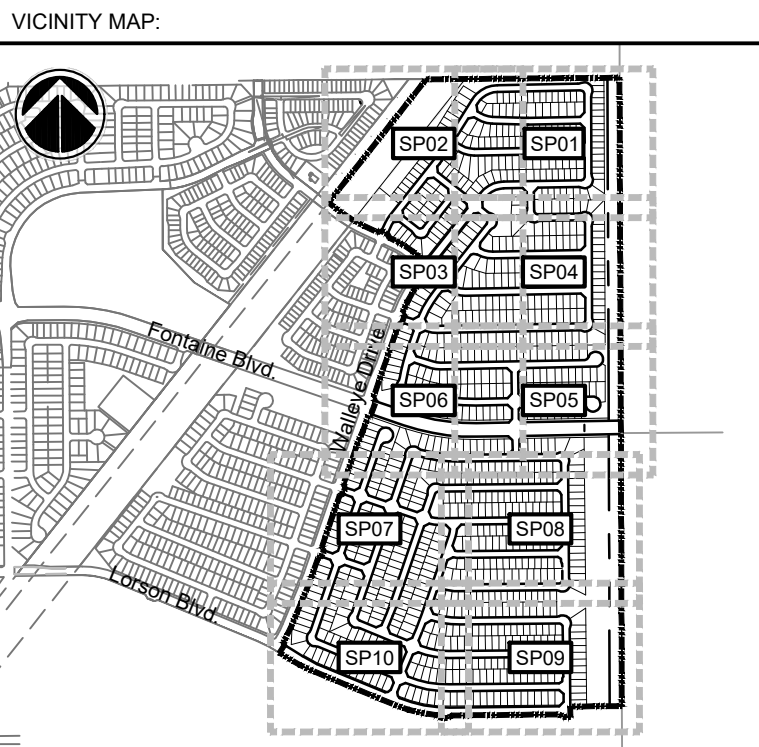 VICINITY MAP:
SP02
SP01
SP03
SP04
Fontaine Blvd.
Walleye Drive
SP06
SP05
SP07
SP08
Lorson Blvd.
SP10
SP09